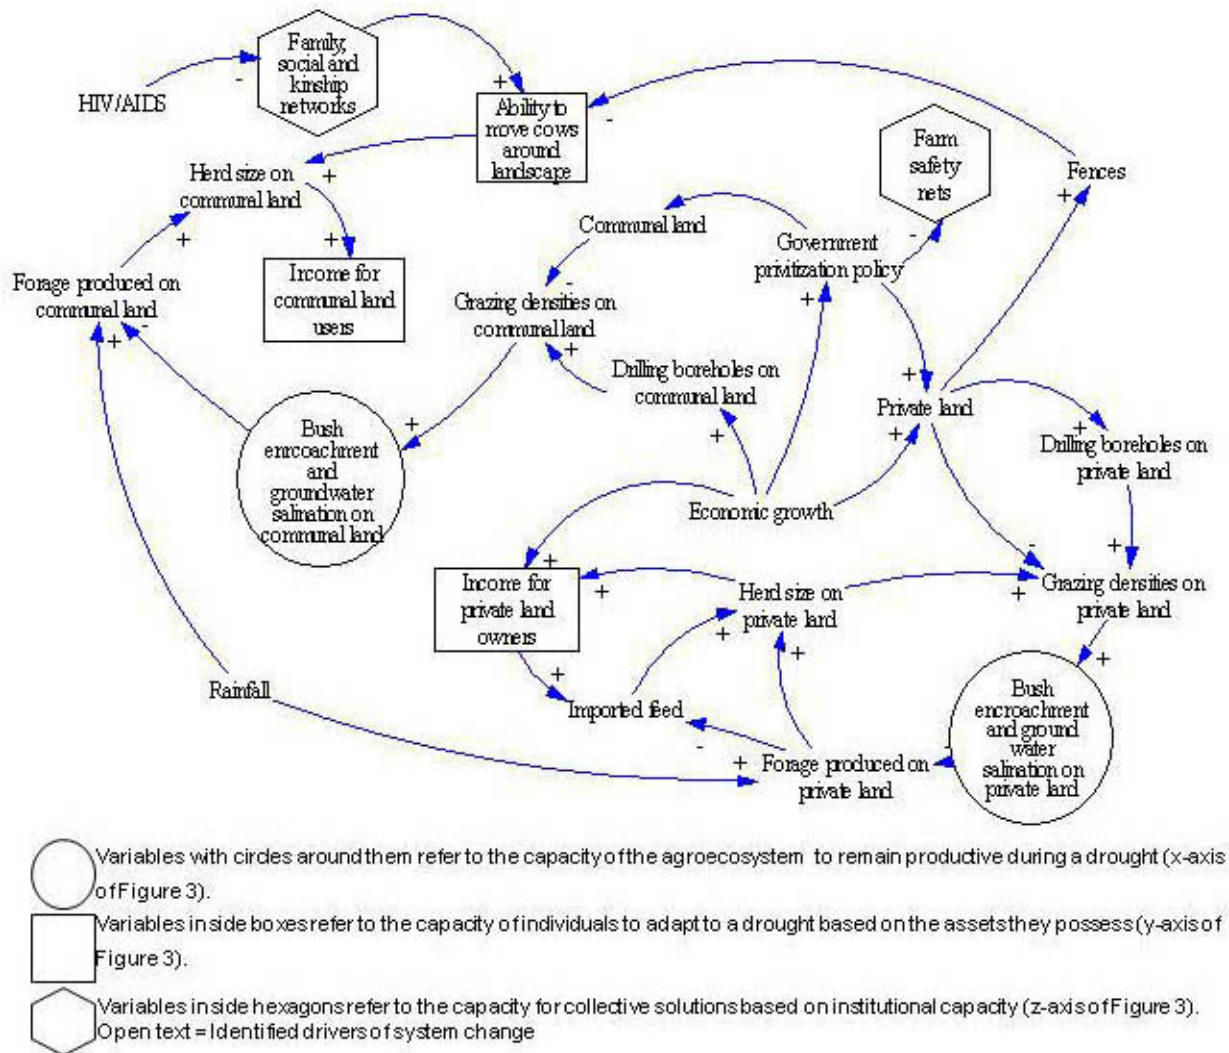 Family,
social and
kinship
networks
HIV/AIDS
-
+
Ability to
move cows
around
landscape
-
Farm
safety
nets
Fences
+
Herd size on
communal land
+
+
+
Income for
communal land
users
Forage produced on
communal land
-
+
Communal land
-
Grazing densities on
communal land
+
Government
privitization policy
-
+
Drilling boreholes on
communal land
+
+
Private land
+
+
Drilling boreholes on
private land
+
Bush
enrcoachment
and
groundwater
salination on
communal land
+
Economic growth
+
Income for
private land
owners
+
+
Herd size on
private land
+
+
-
+
Grazing densities on
private land
+
Rainfall
Imported feed
-
+
Forage produced on
private land
-
Bush
encroachment
and ground
water
salination on
private land
Variables with circles around them refer to the capacity of the agroecosystem to remain productive during a drought (x-axis
of Figure 3).
Variables inside boxes refer to the capacity of individuals to adapt to a drought based on the assets they possess (y-axis of
Figure 3).
Variables inside hexagons refer to the capacity for collective solutions based on institutional capacity (z-axis of Figure 3).
Open text = Identified drivers of system change